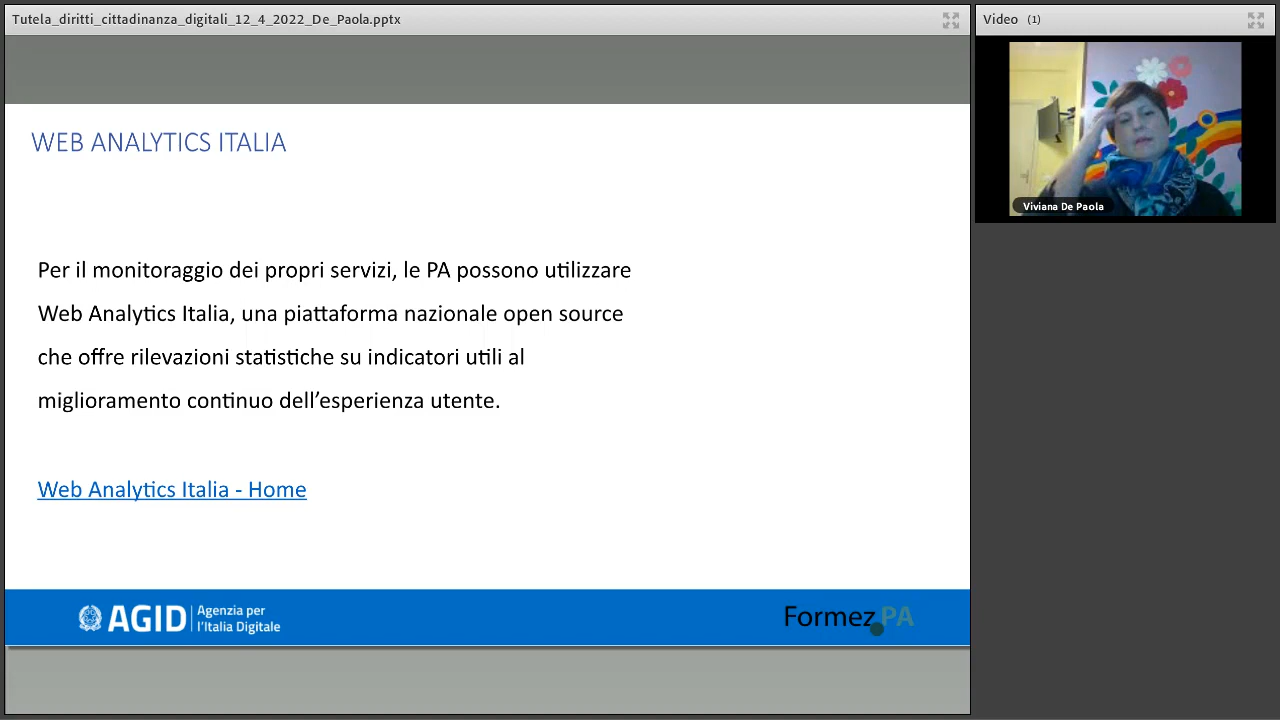 Tutela_diritti_cittadinanza_digitali_12_4_2022_De_Paola.pptx
Video (1)
WEB ANALYTICS ITALIA
Viviana De Paola
Per il monitoraggio dei propri servizi, le PA possono utilizzare
Web Analytics Italia, una piattaforma nazionale open source
che offre rilevazioni statistiche su indicatori utili al
miglioramento continuo dell’esperienza utente.
Web Analytics Italia - Home
AGID
Agenzia per
l’Italia Digitale
Formez PA